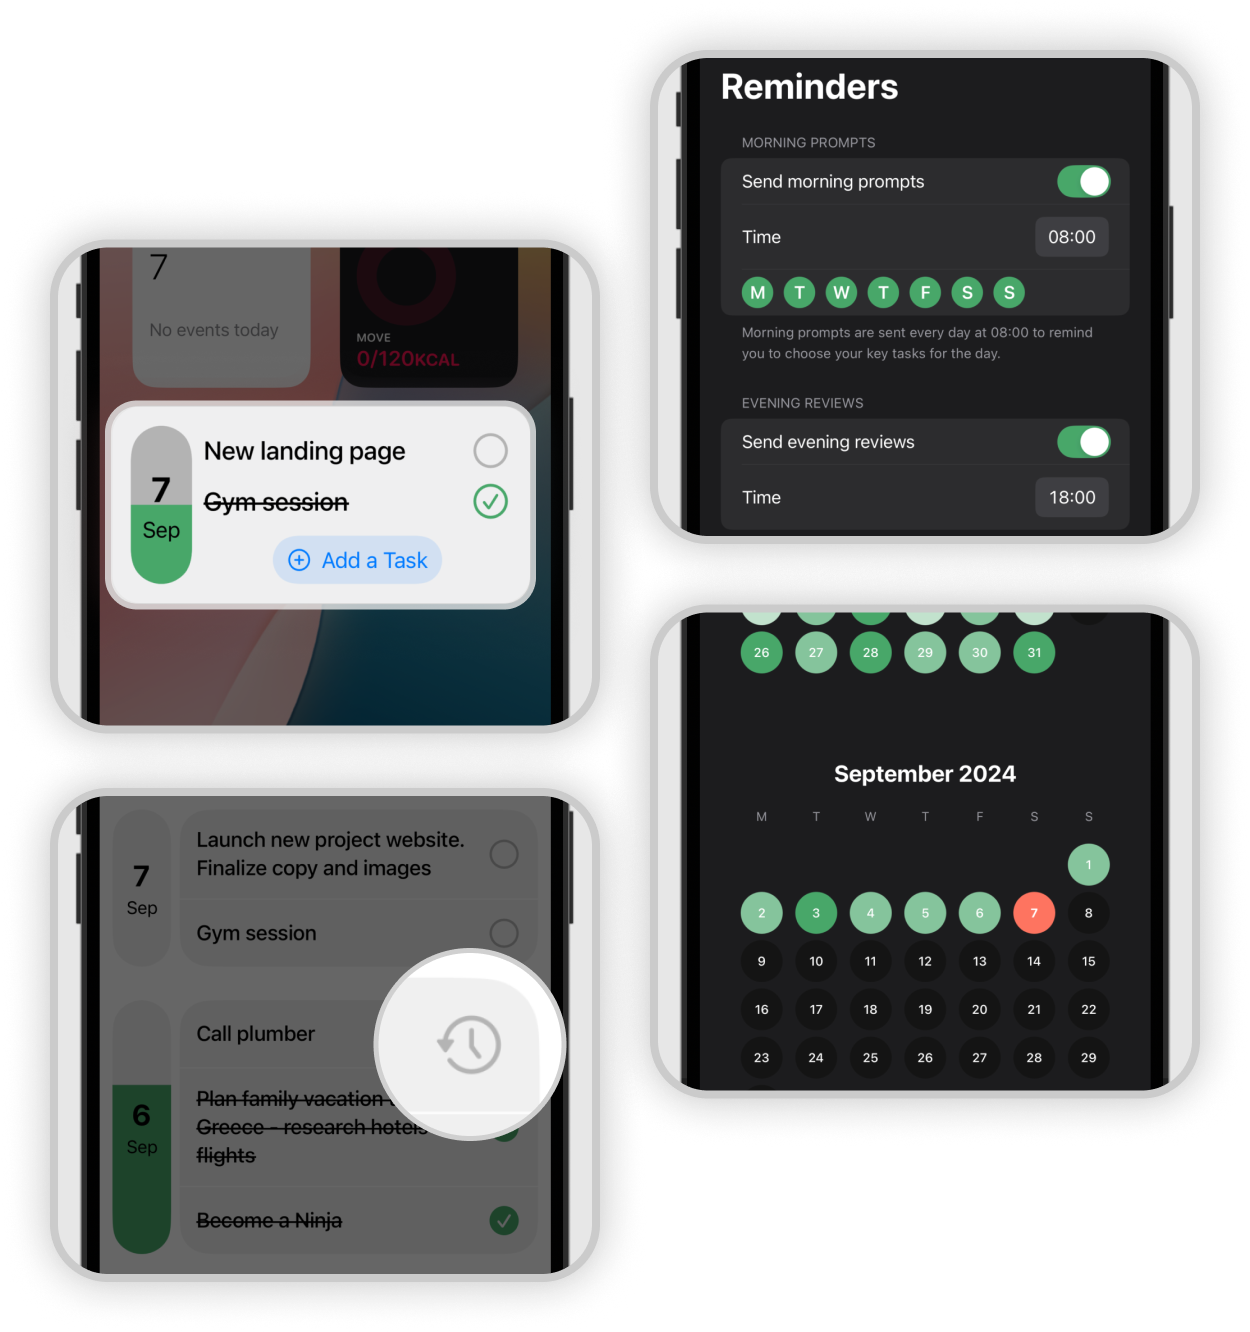 7
No events today
MOVE
0/120KCAL
7
Sep
New landing page
Gym session
Add a Task
7
Sep
Launch new project website.
Finalize copy and images
Gym session
6
Sep
Call plumber
Plan family vacation
Greece - research hotels
flights
Become a Ninja
Reminders
MORNING PROMPTS
Send morning prompts
Time 08:00
M T W T F S S
Morning prompts are sent every day at 08:00 to remind
you to choose your key tasks for the day.
EVENING REVIEWS
Send evening reviews
Time 18:00
26 27 28 29 30 31
September 2024
M T W T F S S
1
2 3 4 5 6 7 8
9 10 11 12 13 14 15
16 17 18 19 20 21 22
23 24 25 26 27 28 29